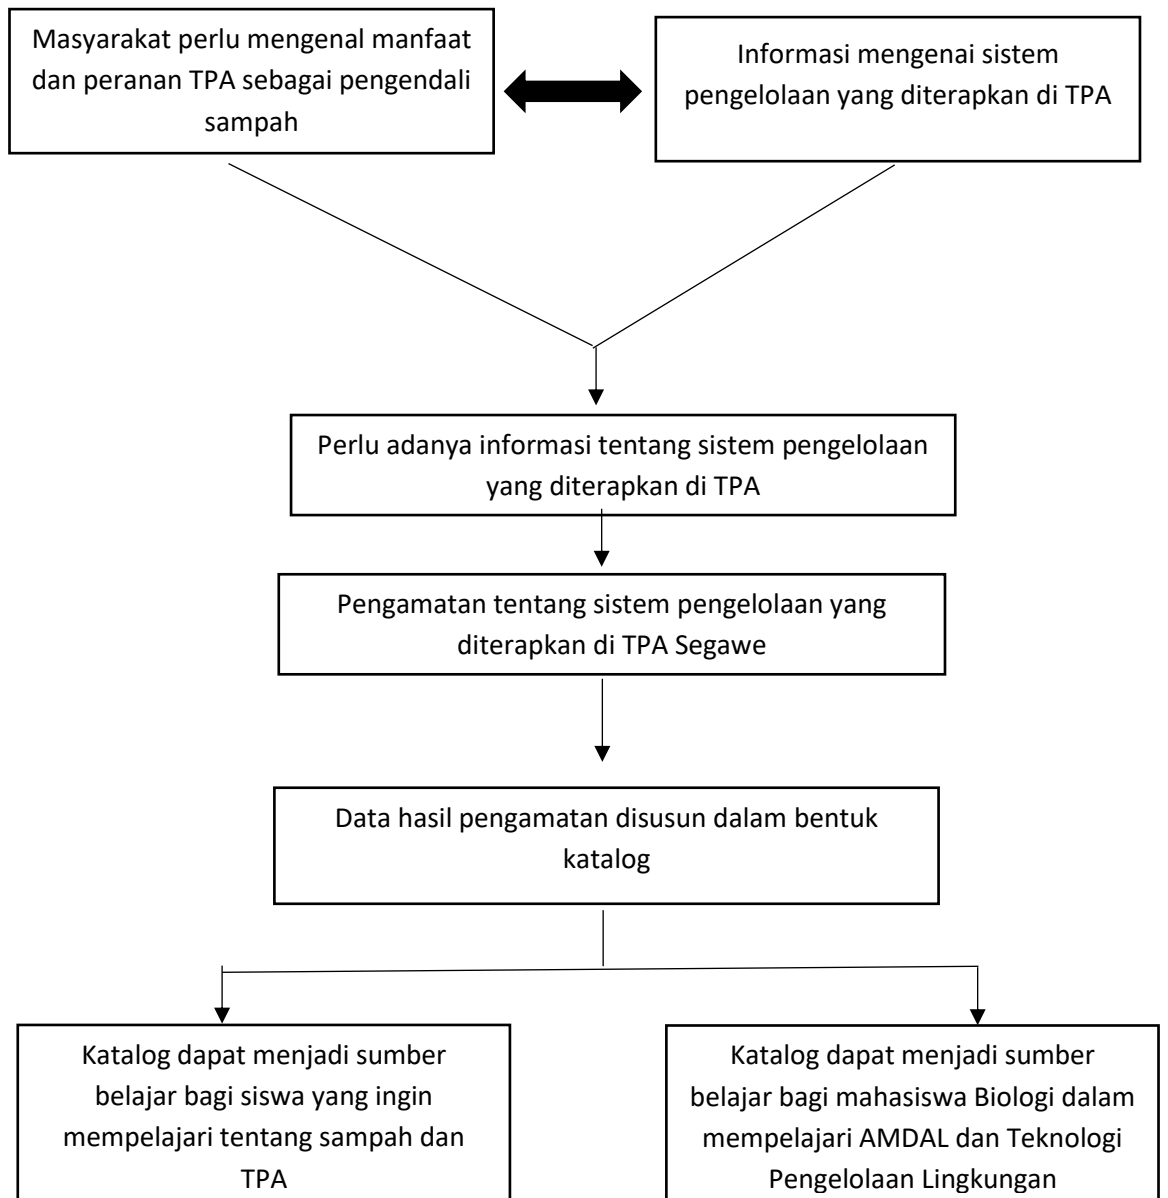 Masyarakat perlu mengenal manfaat
dan peranan TPA sebagai pengendali
sampah
Informasi mengenai sistem
pengelolaan yang diterapkan di TPA
Perlu adanya informasi tentang sistem pengelolaan
yang diterapkan di TPA
Pengamatan tentang sistem pengelolaan yang
diterapkan di TPA Segawe
Data hasil pengamatan disusun dalam bentuk
katalog
Katalog dapat menjadi sumber
belajar bagi siswa yang ingin
mempelajari tentang sampah dan
TPA
Katalog dapat menjadi sumber
belajar bagi mahasiswa Biologi dalam
mempelajari AMDAL dan Teknologi
Pengelolaan Lingkungan